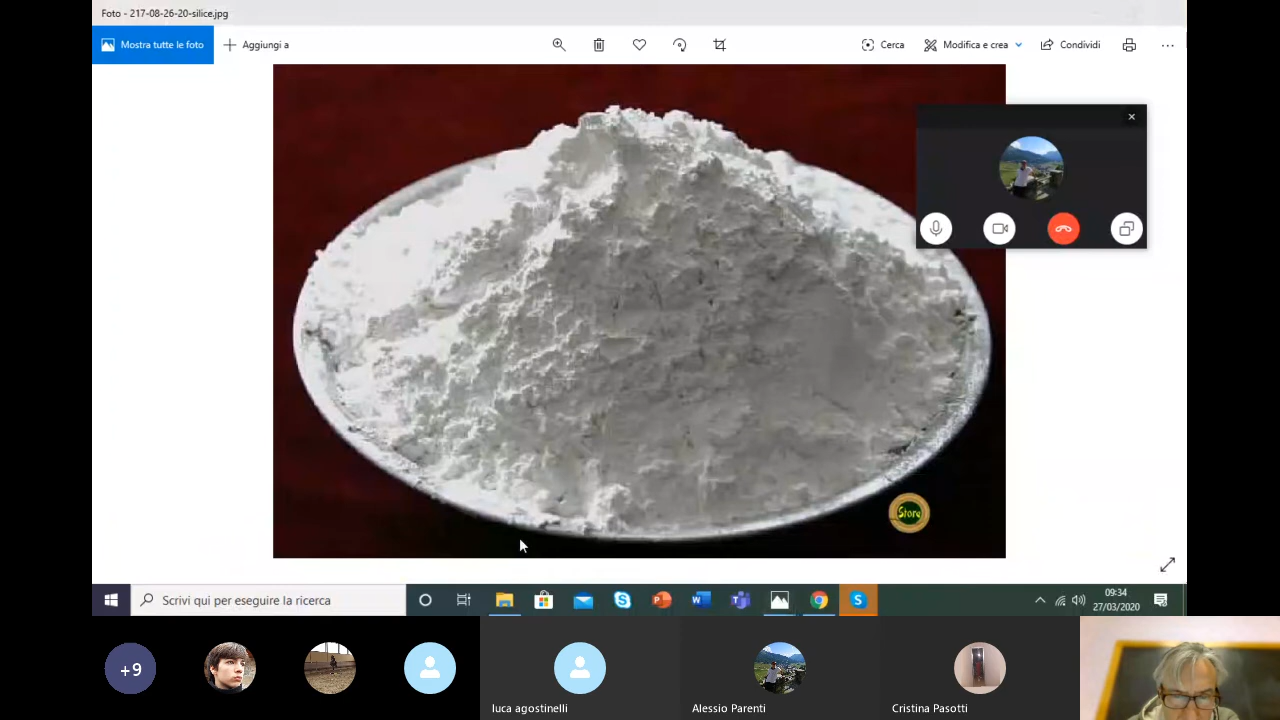 Foto - 217-08-26-20-silice.jpg
Mostra tutte le foto
Aggiungi a
Cerca
Modifica e crea
Condividi
Store
Scrivi qui per eseguire la ricerca
09:34
27/03/2020
+9
luca agostinelli
Alessio Parenti
Cristina Pasotti